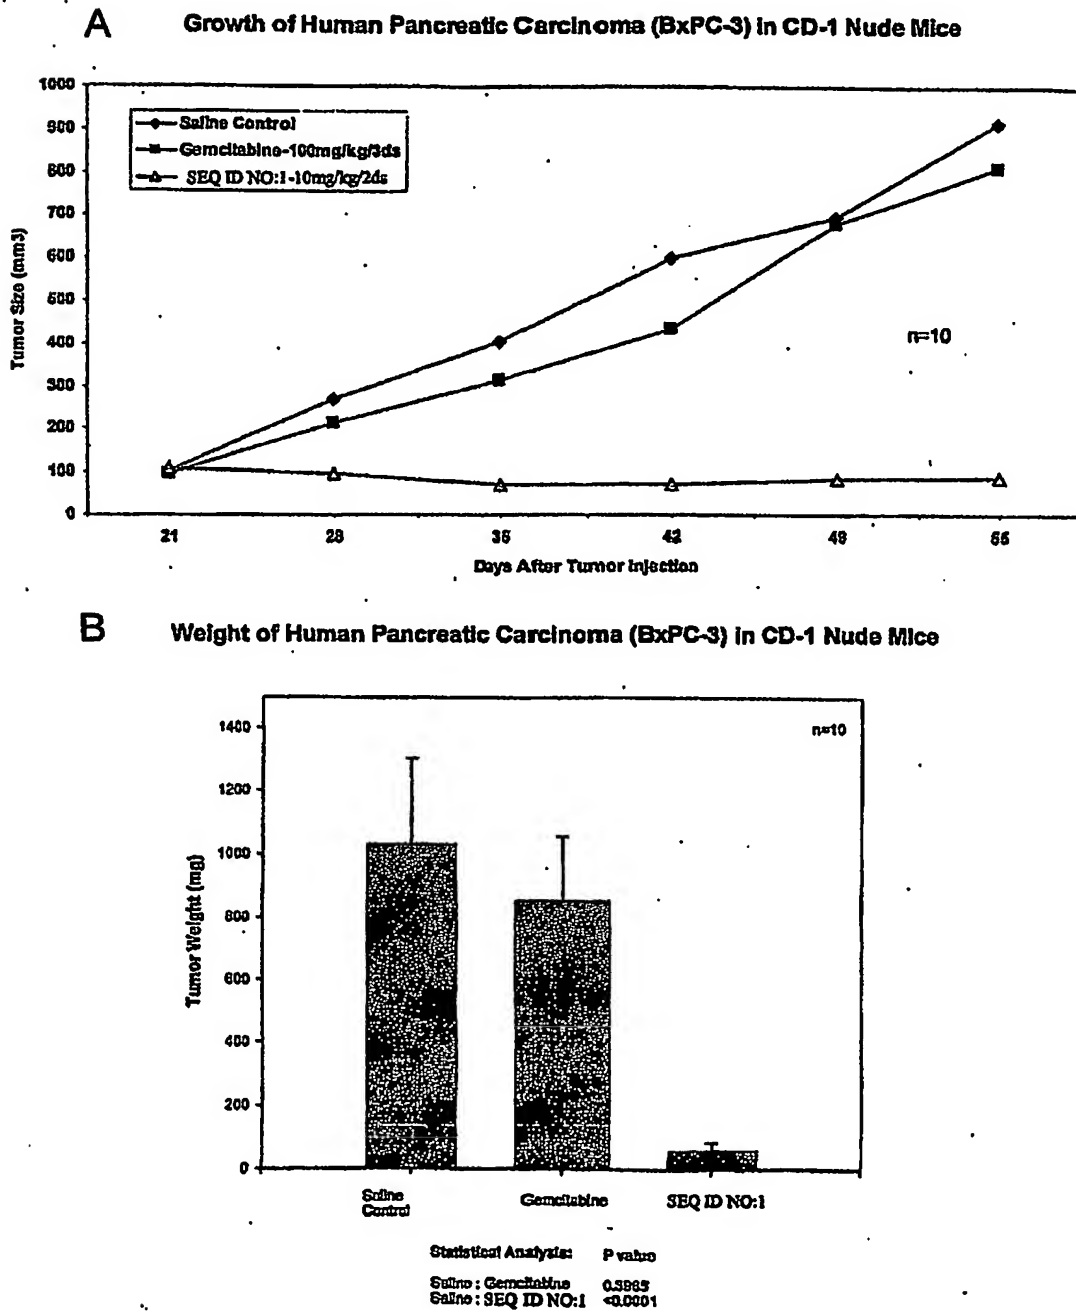 A
Growth of Human Pancreatic Carcinoma (BxPC-3) in CD-1 Nude Mice
1000
900
800
700
600
500
400
300
200
100
0
Saline Control
Gemcitabine-100mg/kg/3ds
SEQ ID NO:1-10mg/kg/2ds
Tumor Size (mm3)
n=10
21
28
35
42
49
55
Days After Tumor Injection
B
Weight of Human Pancreatic Carcinoma (BxPC-3) in CD-1 Nude Mice
n=10
1400
1200
1000
800
600
400
200
0
Tumor Weight (mg)
Saline
Control
Gemcitabine
SEQ ID NO:1
Statistical Analysis: P value
Saline : Gemcitabine
Saline : SEQ ID NO:1 <0.0001